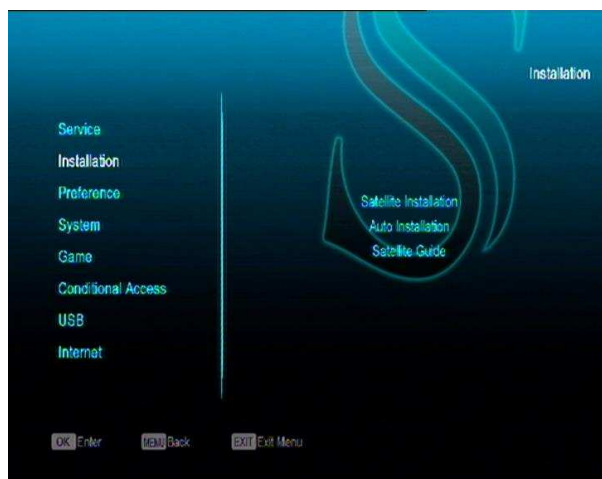 Installation
Service
Installation
Preference
System
Game
Conditional Access
USB
Internet
Satellite Installation
Auto Installation
Satellite Guide
OK Enter
MENU Back
EXIT Exit Menu